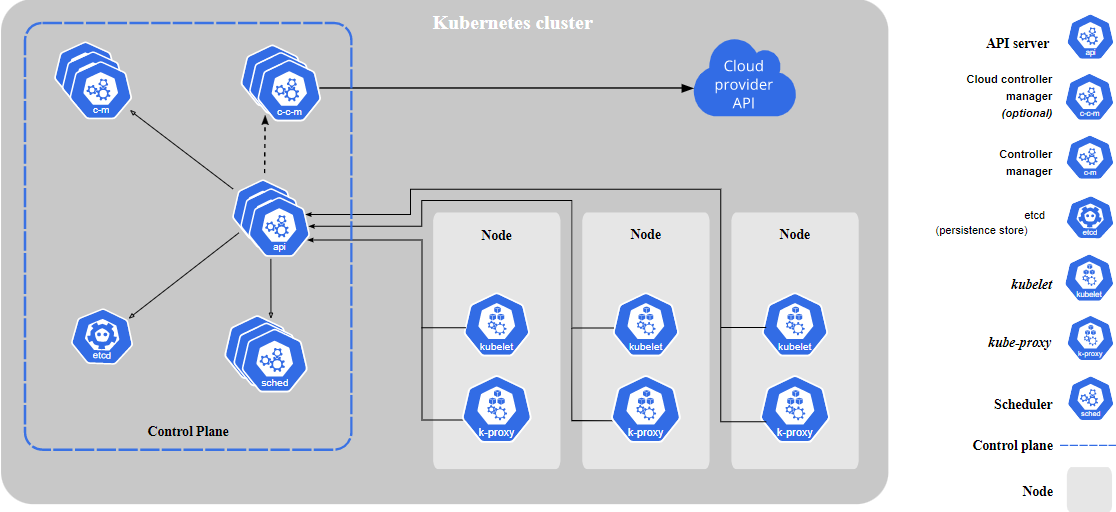 Kubernetes cluster
c-m
c-c-m
Cloud
provider
API
api
etcd
sched
Control Plane
Node
Node
Node
kubelet
kubelet
kubelet
k-proxy
k-proxy
k-proxy
API server
api
Cloud controller
manager
(optional)
c-c-m
Controller
manager
c-m
etcd
(persistence store)
etcd
kubelet
kubelet
kube-proxy
k-proxy
Scheduler
sched
Control plane
Node